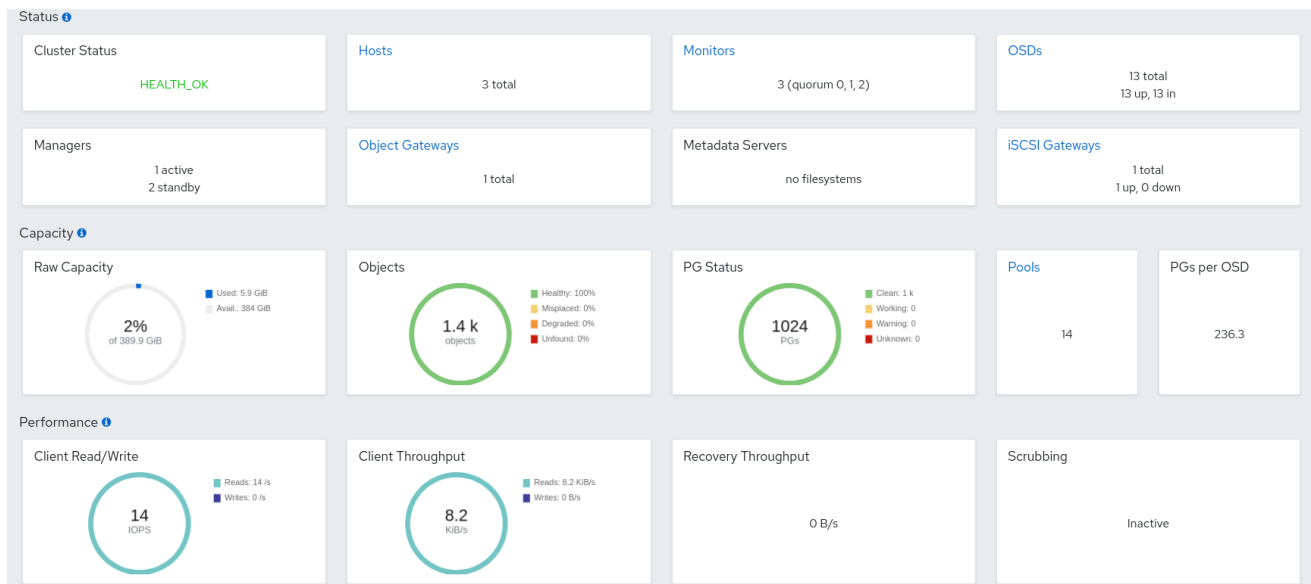 Status
Cluster Status
HEALTH_OK
Hosts
3 total
Monitors
3 (quorum 0, 1, 2)
OSDs
13 total
13 up, 13 in
Managers
1 active
2 standby
Object Gateways
1 total
Metadata Servers
no filesystems
iSCSI Gateways
1 total
1 up, 0 down
Capacity
Raw Capacity
2%
of 389.9 GiB
Used: 5.9 GiB
Avail.: 384 GiB
Objects
1.4 k
objects
Healthy: 100%
Misplaced: 0%
Degraded: 0%
Unfound: 0%
PG Status
1024
PGs
Clean: 1 k
Working: 0
Warning: 0
Unknown: 0
Pools
14
PGs per OSD
236.3
Performance
Client Read/Write
14
IOPS
Reads: 14 /s
Writes: 0 /s
Client Throughput
8.2
KiB/s
Reads: 8.2 KiB/s
Writes: 0 B/s
Recovery Throughput
0 B/s
Scrubbing
Inactive